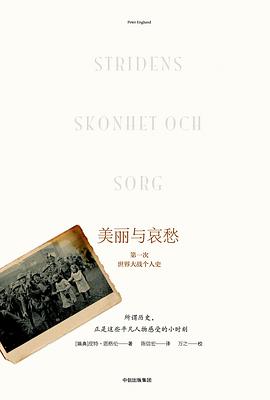 Peter Englund
STRIDENS
SKONHET OCH
SORG
美丽与哀愁
第一次
世界大战个人史
所谓历史，
正是这些平凡人物感受的小时刻
[瑞典]皮特·恩格伦——著 陈信宏——译 万之——校
中信出版集团